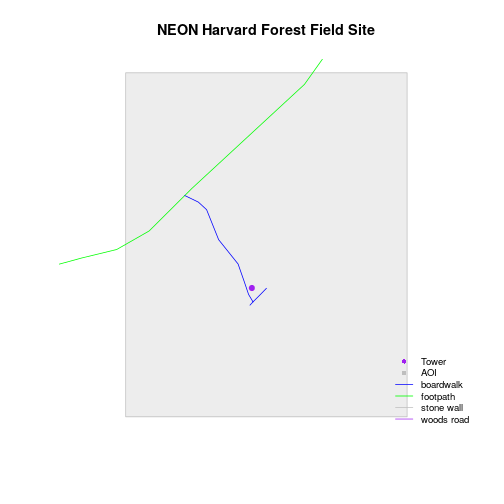 NEON Harvard Forest Field Site
Tower
AOI
boardwalk
footpath
stone wall
woods road